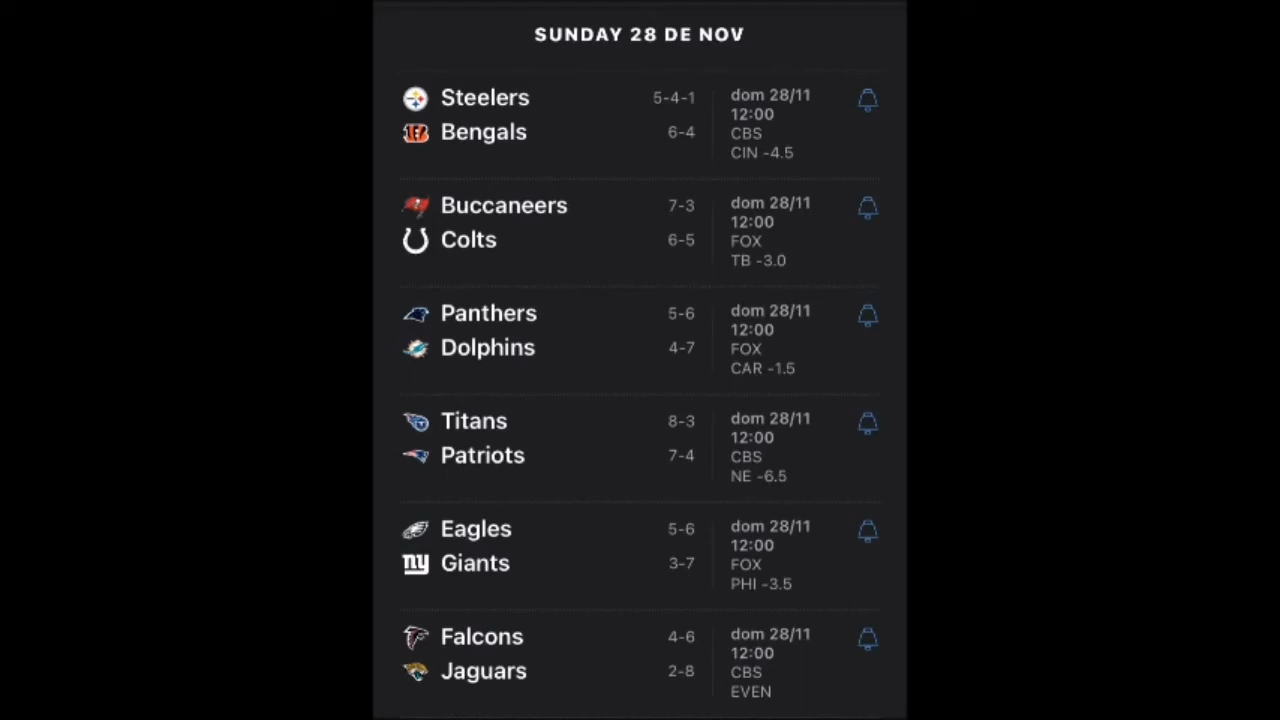 SUNDAY 28 DE NOV
Steelers 5-4-1
Bengals 6-4
dom 28/11
12:00
CBS
CIN -4.5
Buccaneers 7-3
Colts 6-5
dom 28/11
12:00
FOX
TB -3.0
Panthers 5-6
Dolphins 4-7
dom 28/11
12:00
FOX
CAR -1.5
Titans 8-3
Patriots 7-4
dom 28/11
12:00
CBS
NE -6.5
Eagles 5-6
ny Giants 3-7
dom 28/11
12:00
FOX
PHI -3.5
Falcons 4-6
Jaguars 2-8
dom 28/11
12:00
CBS
EVEN